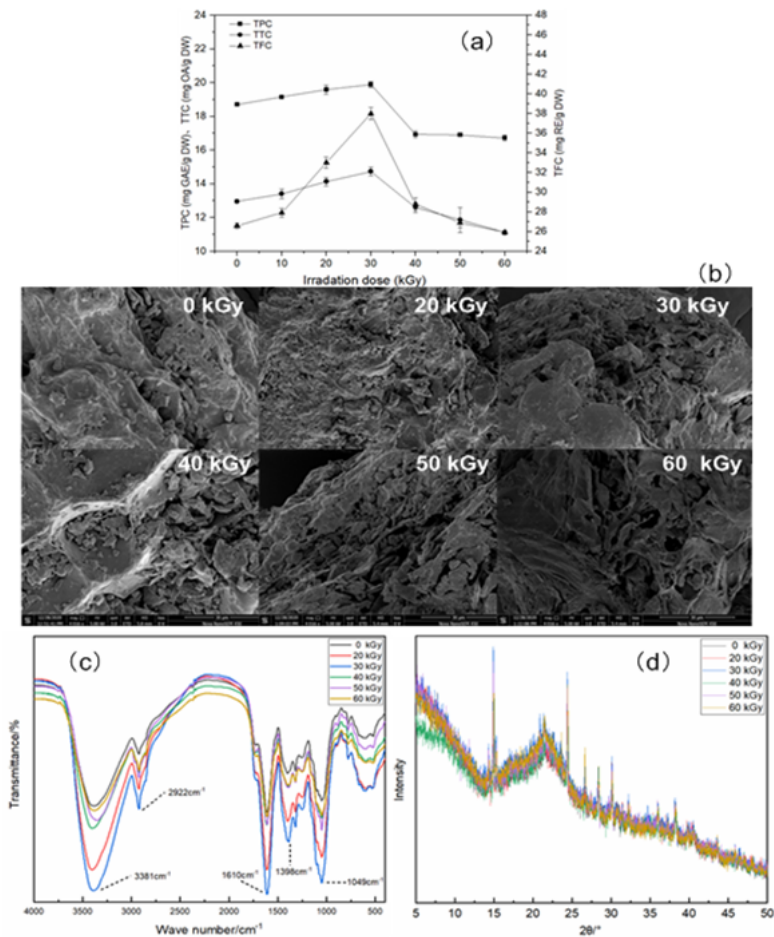 (a)
TPC
TTC
TFC
TPC (mg GAE/g DW)、TTC (mg OA/g DW)
24
22
20
18
16
14
12
10
TFC (mg RE/g DW)
48
46
44
42
40
38
36
34
32
30
28
26
24
0 10 20 30 40 50 60
Irradation dose (kGy)
(b)
0 kGy
20 kGy
30 kGy
40 kGy
50 kGy
60 kGy
(c)
0 kGy
20 kGy
30 kGy
40 kGy
50 kGy
60 kGy
Transmittance/%
2922cm-1
3381cm-1
1610cm-1
1398cm-1
1049cm-1
4000 3500 3000 2500 2000 1500 1000 500
Wave number/cm-1
(d)
0 kGy
20 kGy
30 kGy
40 kGy
50 kGy
60 kGy
Intensity
5 10 15 20 25 30 35 40 45 50
2θ/°